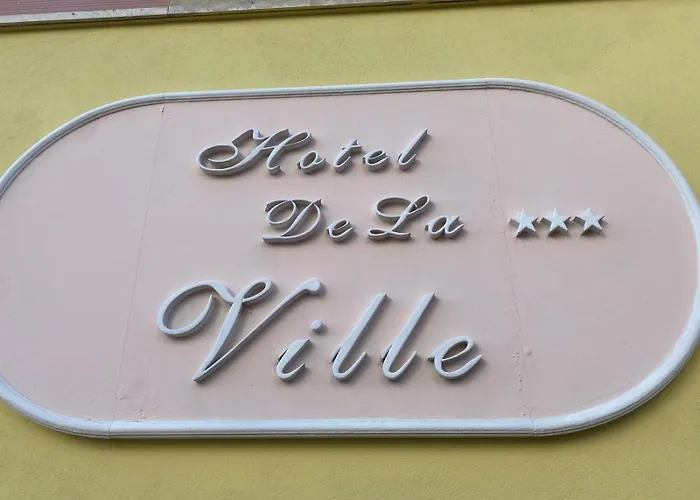 Hotel
De La ★★★
Ville